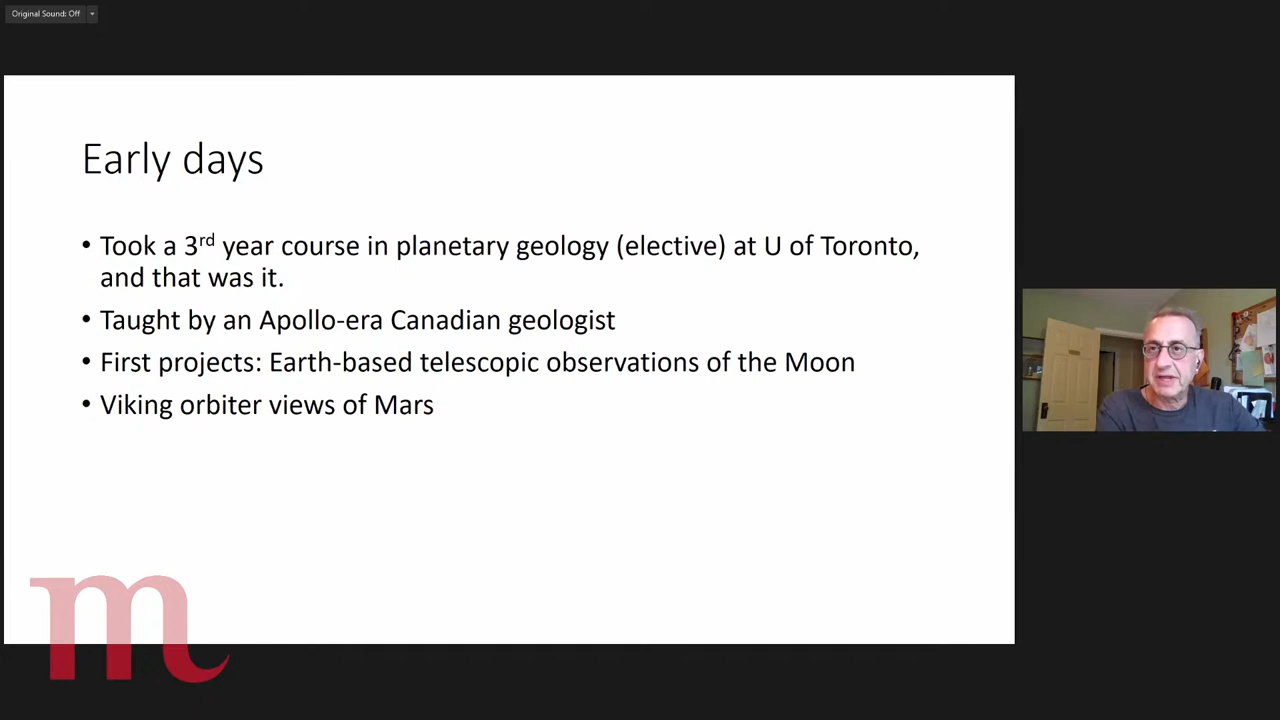 Original Sound: Off
Early days
• Took a 3rd year course in planetary geology (elective) at U of Toronto,
and that was it.
• Taught by an Apollo-era Canadian geologist
• First projects: Earth-based telescopic observations of the Moon
• Viking orbiter views of Mars
m